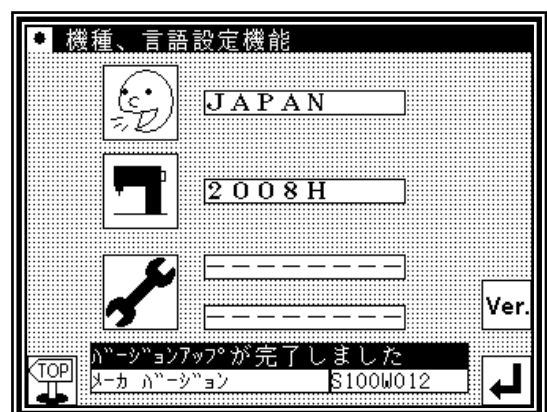 機種、言語設定機能
JAPAN
2008H
--------
--------
Ver.
バージョンアップが完了しました
TOP
メーカ バージョン S100W012